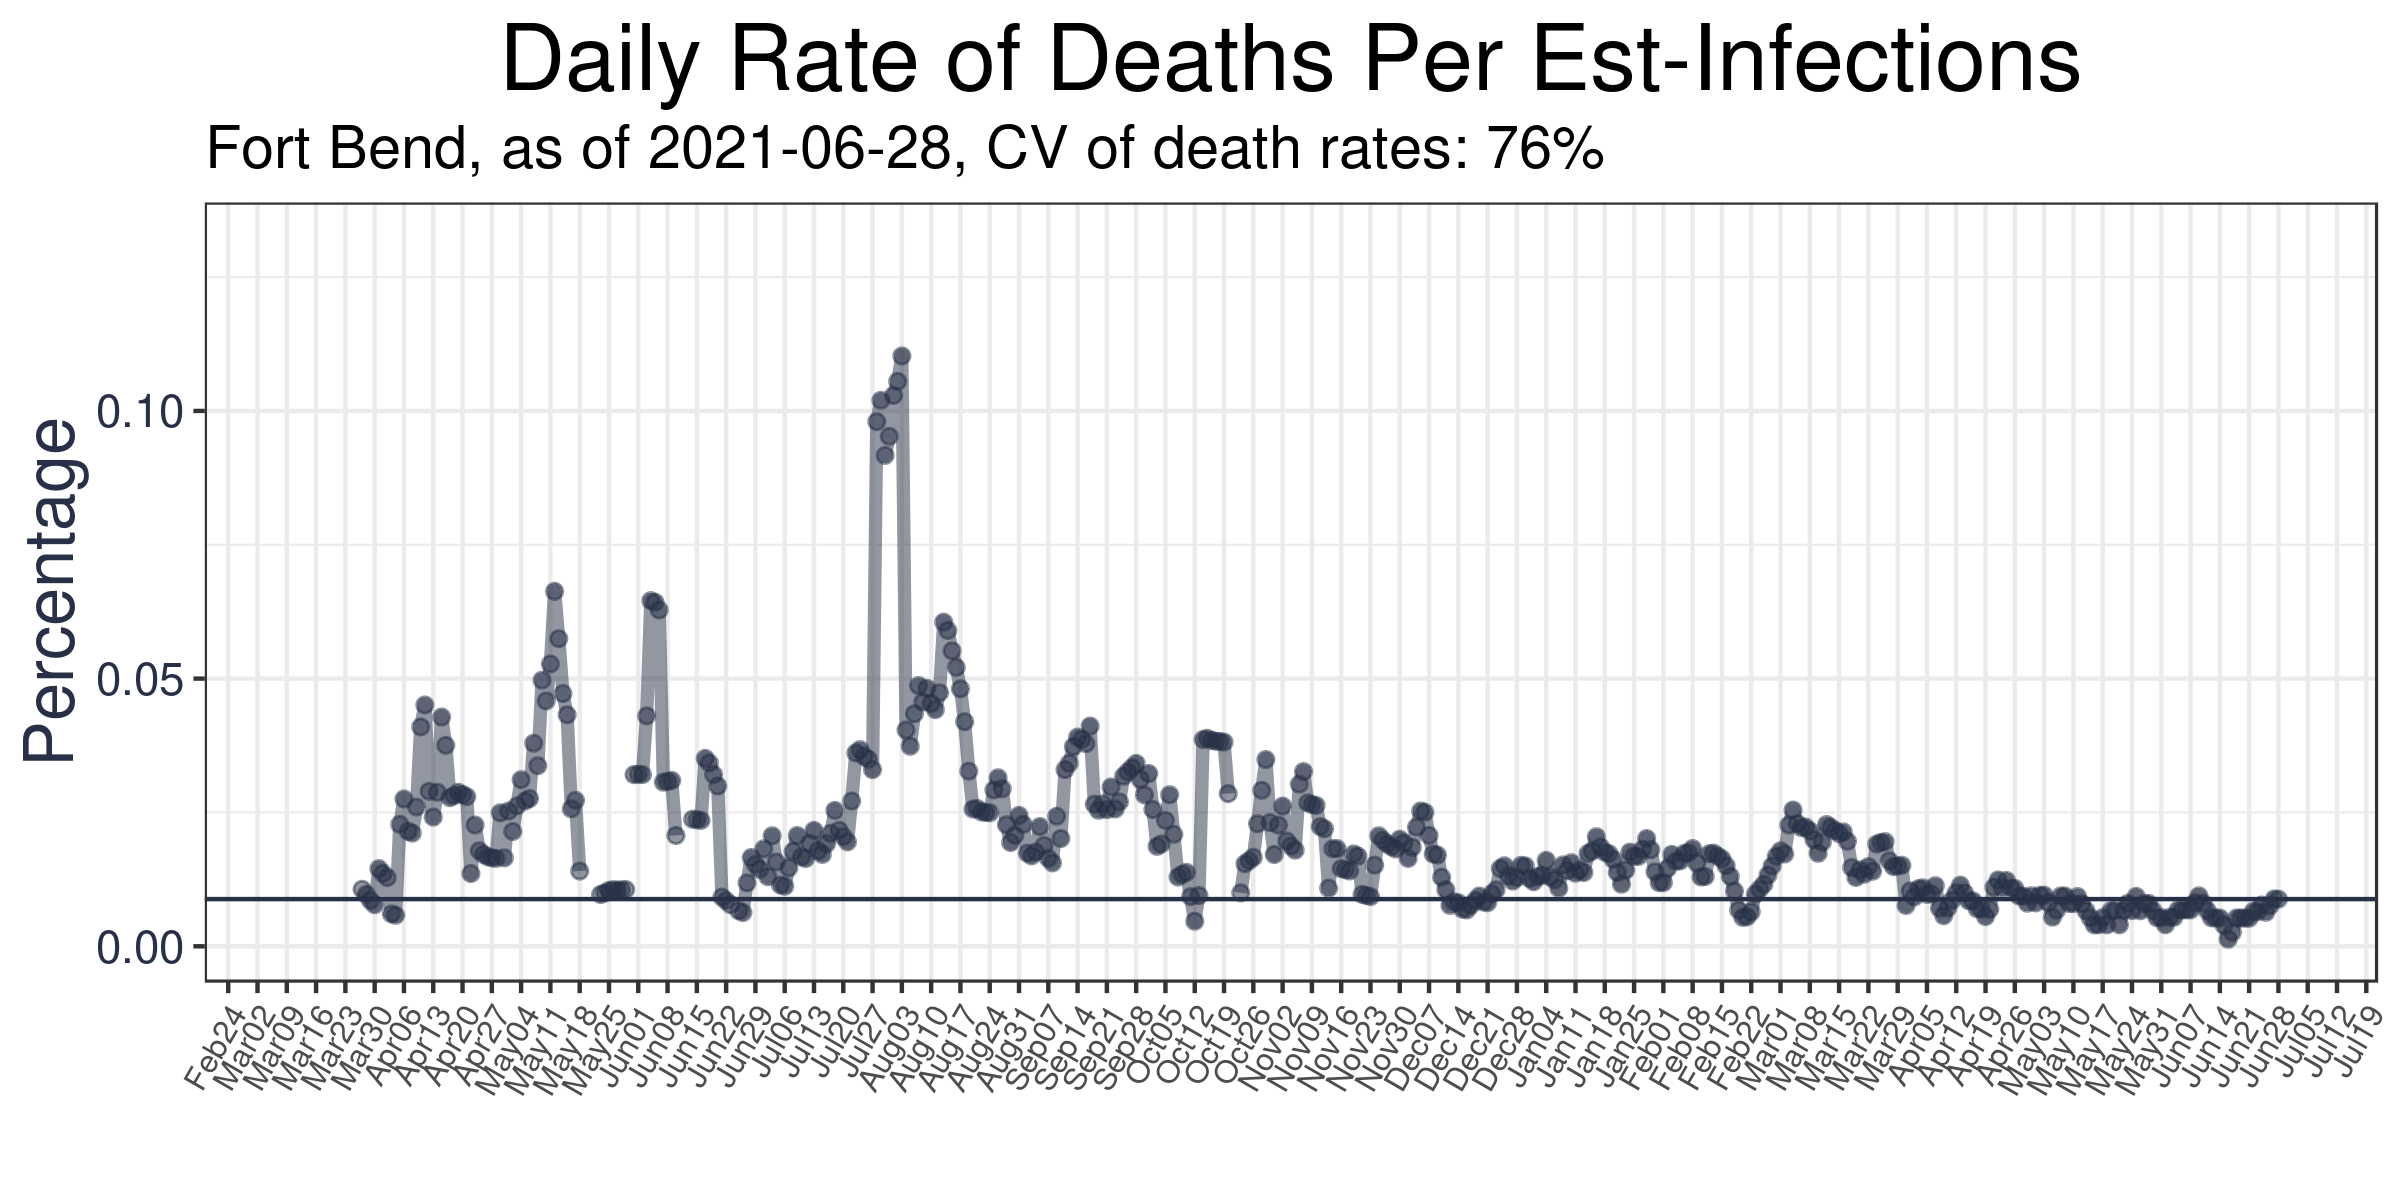 Daily Rate of Deaths Per Est-Infections
Fort Bend, as of 2021-06-28, CV of death rates: 76%
Percentage
0.10
0.05
0.00
Feb24
Mar02
Mar09
Mar16
Mar23
Mar30
Apr06
Apr13
Apr20
Apr27
May04
May11
May18
May25
Jun01
Jun08
Jun15
Jun22
Jun29
Jul06
Jul13
Jul20
Jul27
Aug03
Aug10
Aug17
Aug24
Aug31
Sep07
Sep14
Sep21
Sep28
Oct05
Oct12
Oct19
Oct26
Nov02
Nov09
Nov16
Nov23
Nov30
Dec07
Dec14
Dec21
Dec28
Jan04
Jan11
Jan18
Jan25
Feb01
Feb08
Feb15
Feb22
Mar01
Mar08
Mar15
Mar22
Mar29
Apr05
Apr12
Apr19
Apr26
May03
May10
May17
May24
May31
Jun07
Jun14
Jun21
Jun28
Jul05
Jul12
Jul19